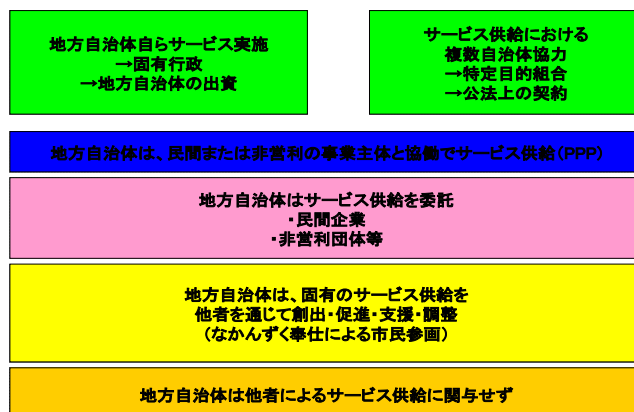 地方自治体自らサービス実施
→固有行政
→地方自治体の出資
サービス供給における
複数自治体協力
→特定目的組合
→公法上の契約
地方自治体は、民間または非営利の事業主体と協働でサービス供給（PPP）
地方自治体はサービス供給を委託
・民間企業
・非営利団体等
地方自治体は、固有のサービス供給を
他者を通じて創出・促進・支援・調整
（なかんずく奉仕による市民参画）
地方自治体は他者によるサービス供給に関与せず